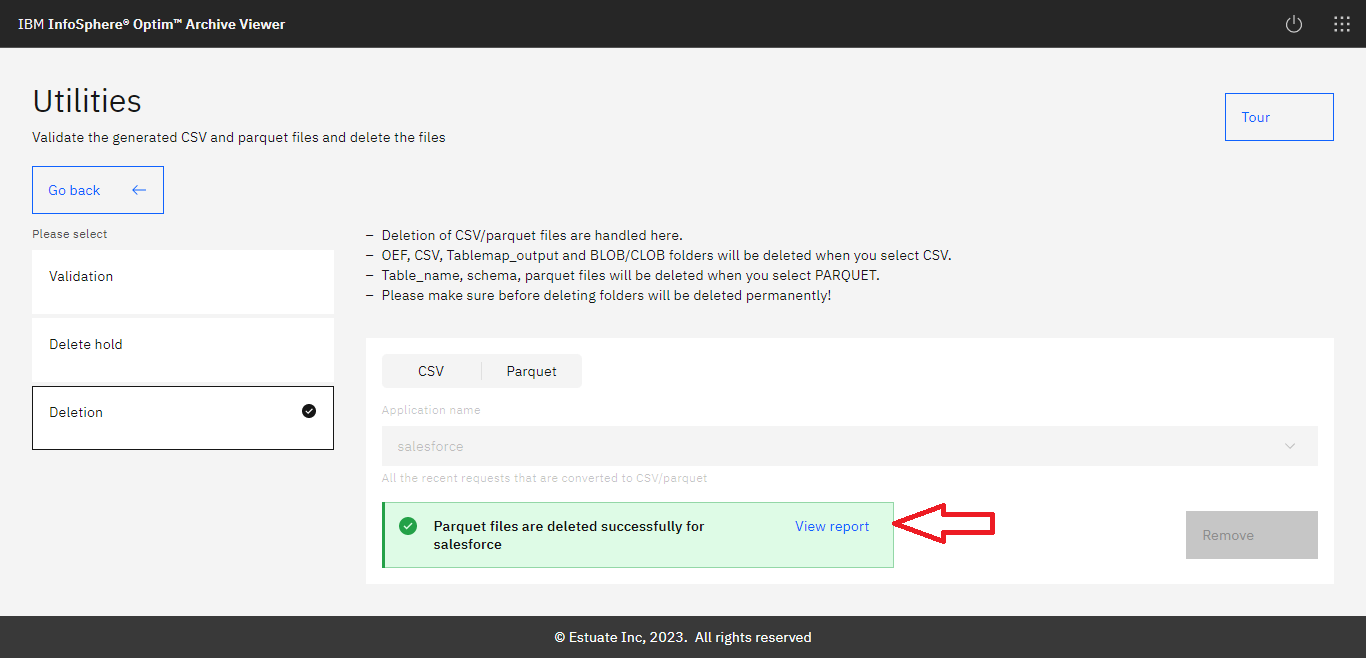 IBM InfoSphere® Optim™ Archive Viewer
Utilities
Validate the generated CSV and parquet files and delete the files
Tour
Go back
Please select
Validation
Delete hold
Deletion
– Deletion of CSV/parquet files are handled here.
– OEF, CSV, Tablemap_output and BLOB/CLOB folders will be deleted when you select CSV.
– Table_name, schema, parquet files will be deleted when you select PARQUET.
– Please make sure before deleting folders will be deleted permanently!
CSV Parquet
Application name
salesforce
All the recent requests that are converted to CSV/parquet
Parquet files are deleted successfully for
salesforce
View report
Remove
© Estuate Inc, 2023. All rights reserved